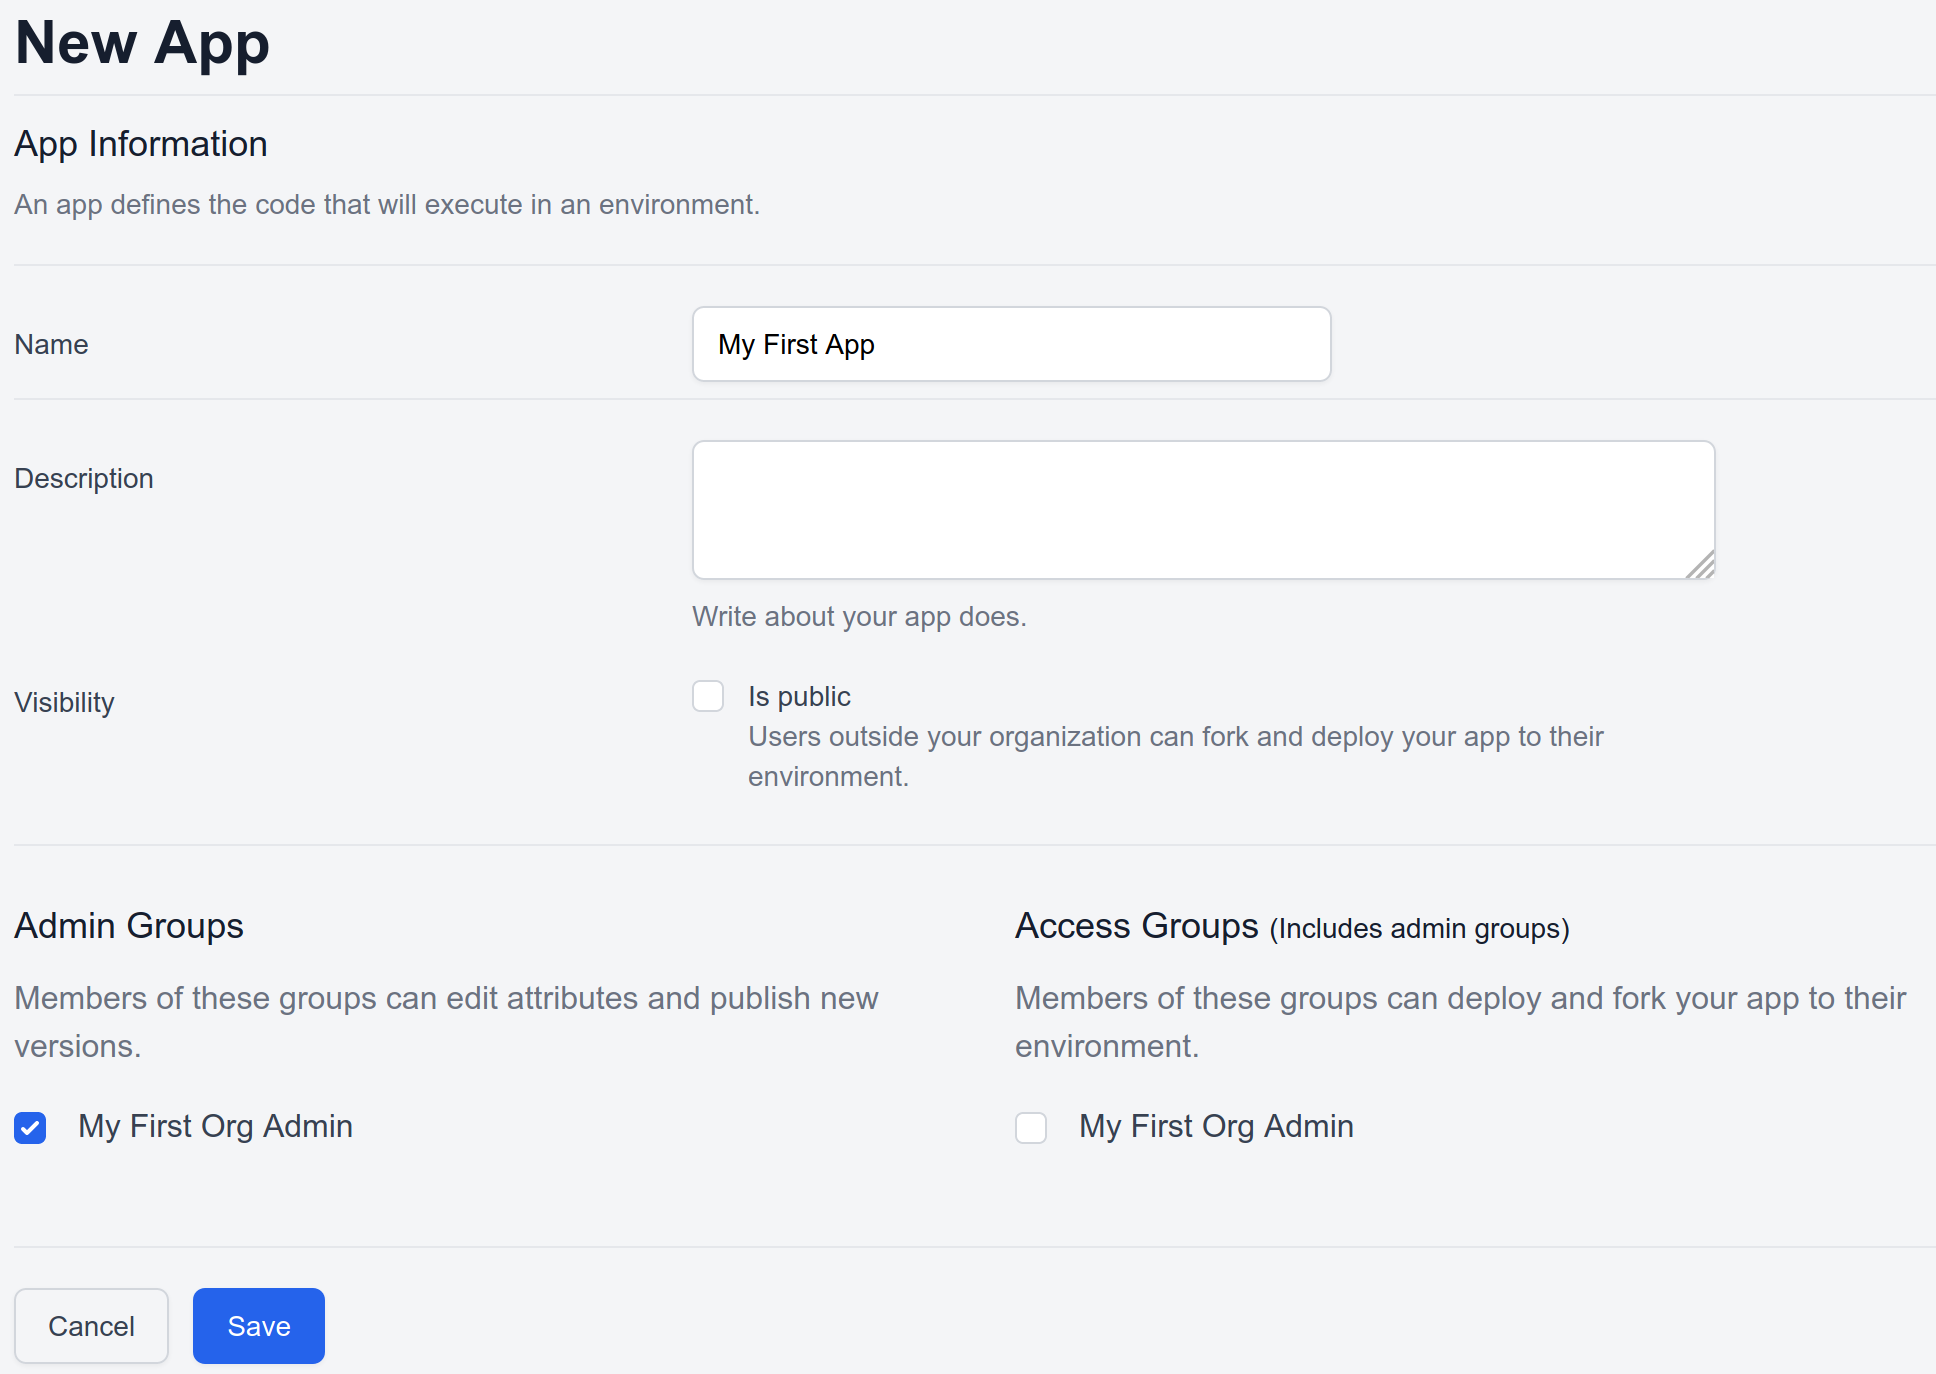 New App
App Information
An app defines the code that will execute in an environment.
Name
My First App
Description
Write about your app does.
Visibility
Is public
Users outside your organization can fork and deploy your app to their
environment.
Admin Groups
Members of these groups can edit attributes and publish new
versions.
My First Org Admin
Access Groups (Includes admin groups)
Members of these groups can deploy and fork your app to their
environment.
My First Org Admin
Cancel
Save